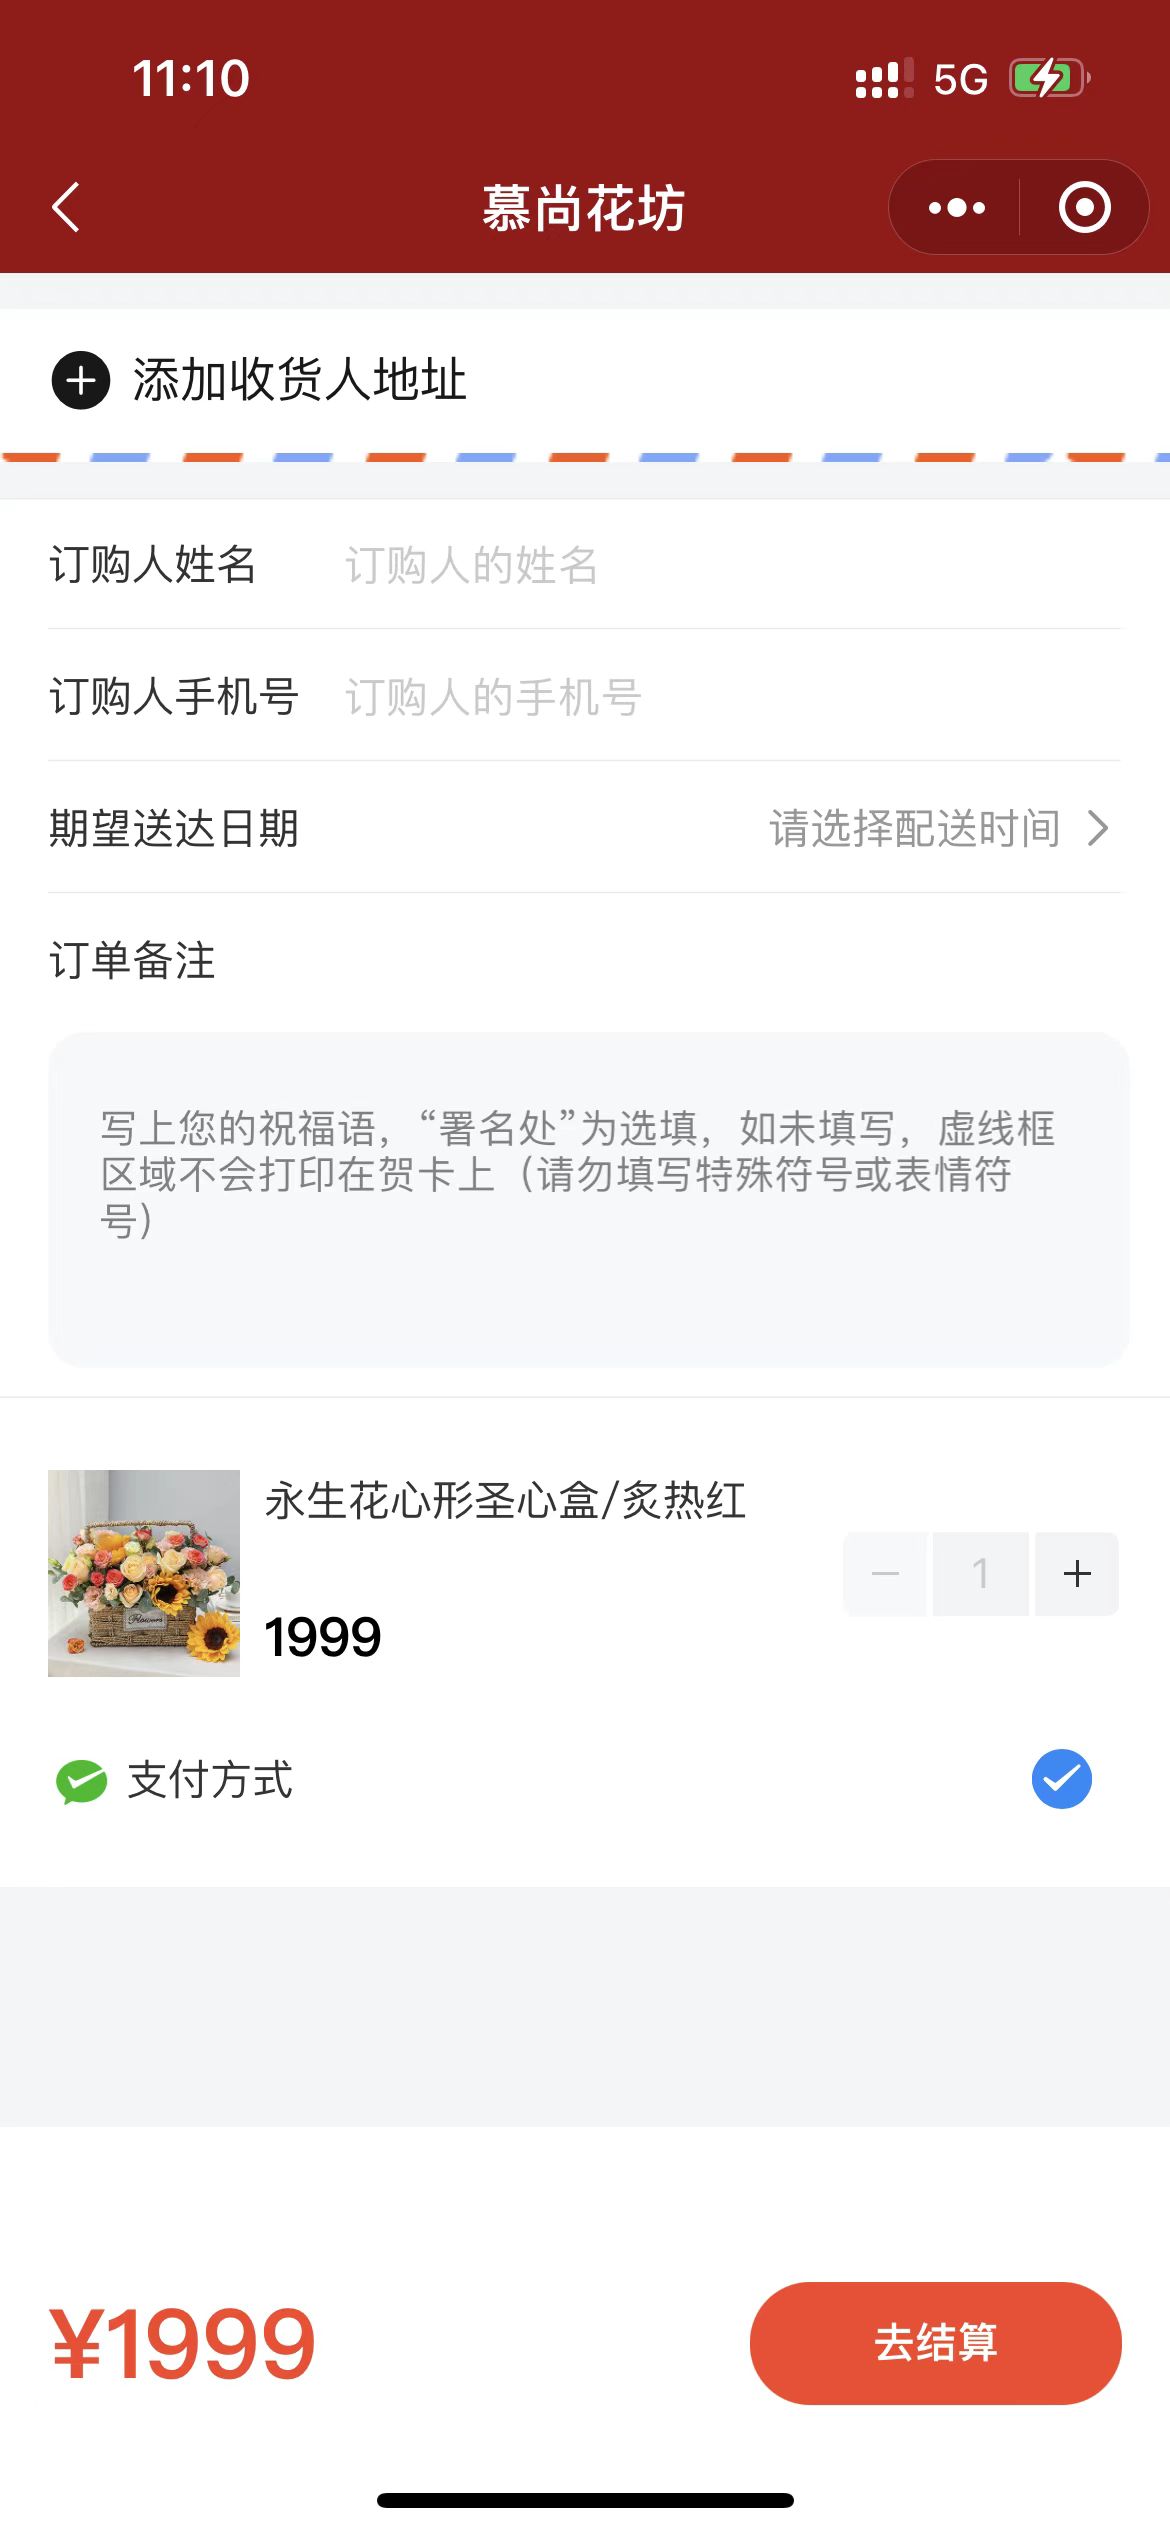 11:10
5G
慕尚花坊
添加收货人地址
订购人姓名 订购人的姓名
订购人手机号 订购人的手机号
期望送达日期 请选择配送时间
订单备注
写上您的祝福语，“署名处”为选填，如未填写，虚线框
区域不会打印在贺卡上（请勿填写特殊符号或表情符
号）
永生花心形圣心盒/炙热红
1
Flowers
1999
支付方式
¥1999
去结算